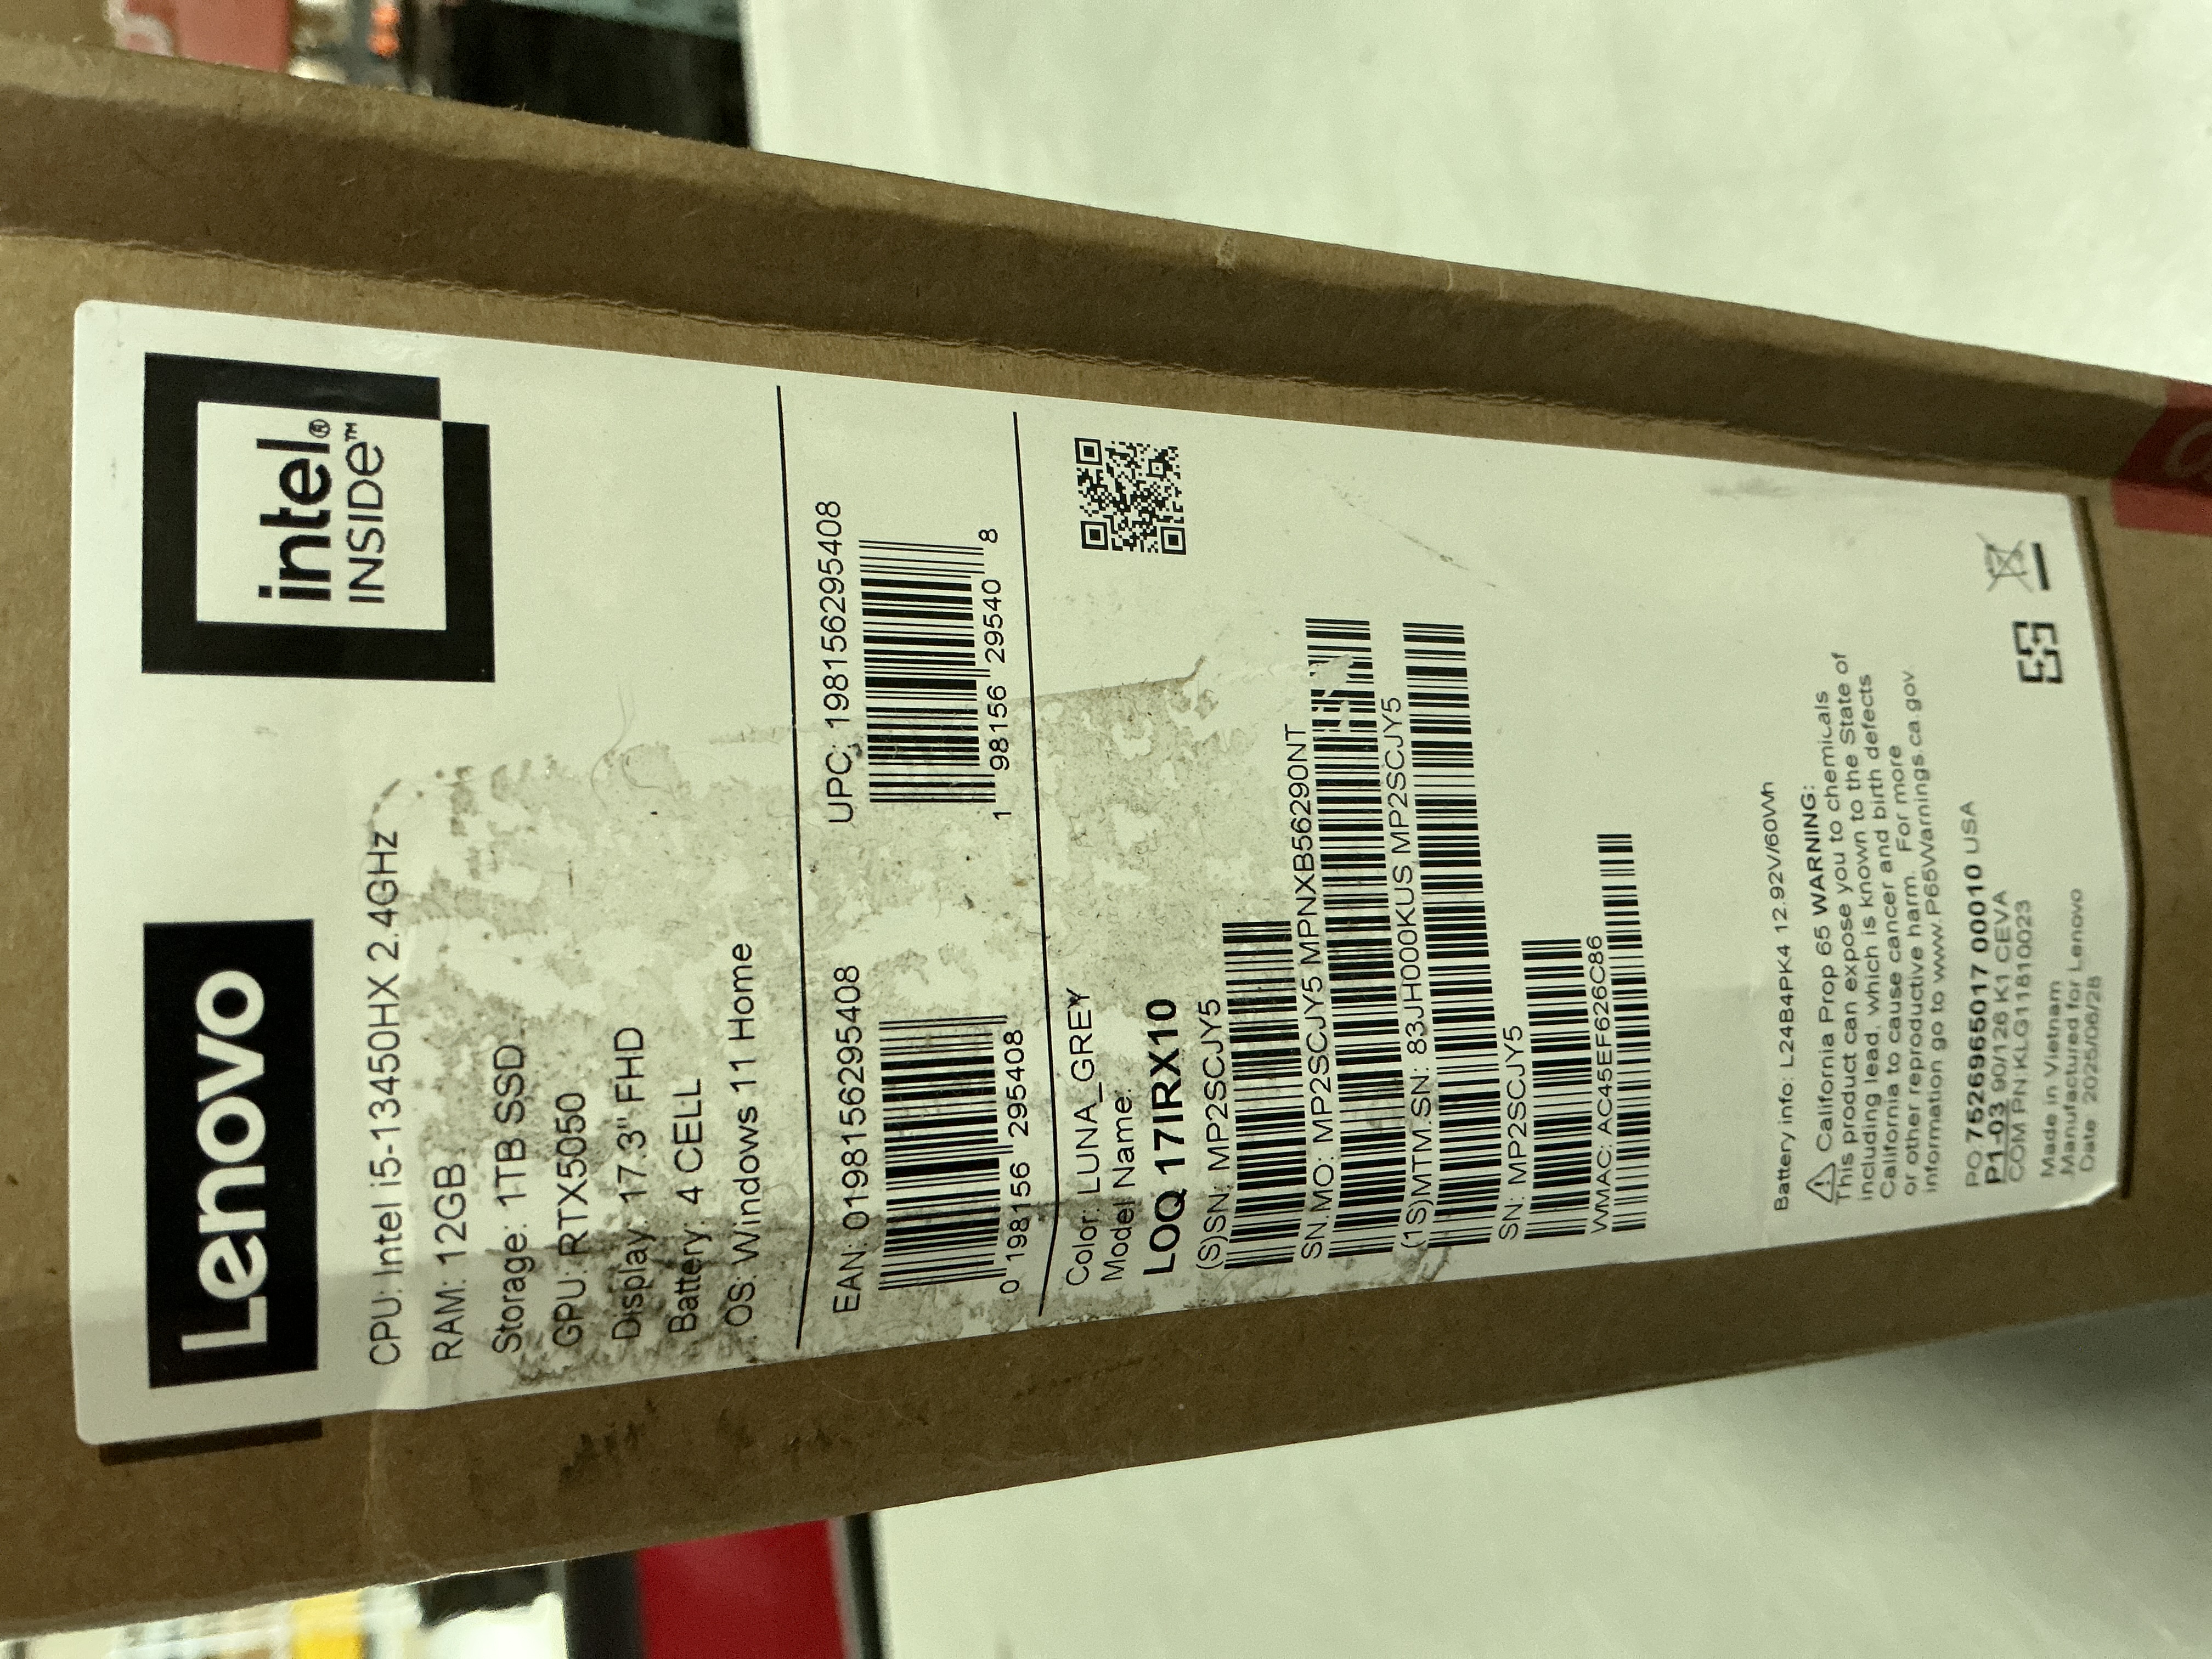 Lenovo
intel®
INSIDE™
CPU: Intel i5-13450HX 2.4GHz
RAM: 12GB
Storage: 1TB SSD
GPU: RTX5050
Display: 17.3" FHD
Battery: 4 CELL
OS: Windows 11 Home
EAN: 0198156295408
0 198156 295408
UPC: 198156295408
1 98156 29540 8
Color: LUNA_GREY
Model Name:
LOQ 17IRX10
(S)SN: MP2SCJY5
SN.MO: MP2SCJY5 MPNXB56290NT
(1S)MTM.SN: 83JH000KUS MP2SCJY5
SN: MP2SCJY5
WMAC: AC45EF626C86
Battery info: L24B4PK4 12.92V/60Wh
⚠ California Prop 65 WARNING:
This product can expose you to chemicals
including lead, which is known to the State of
California to cause cancer and birth defects
or other reproductive harm. For more
information go to www.P65Warnings.ca.gov
PO 7526965017 00010 USA
P1-03 90/126 K1 CEVA
COM PN KLG11810023
Made in Vietnam
Manufactured for Lenovo
Date 2025/06/28